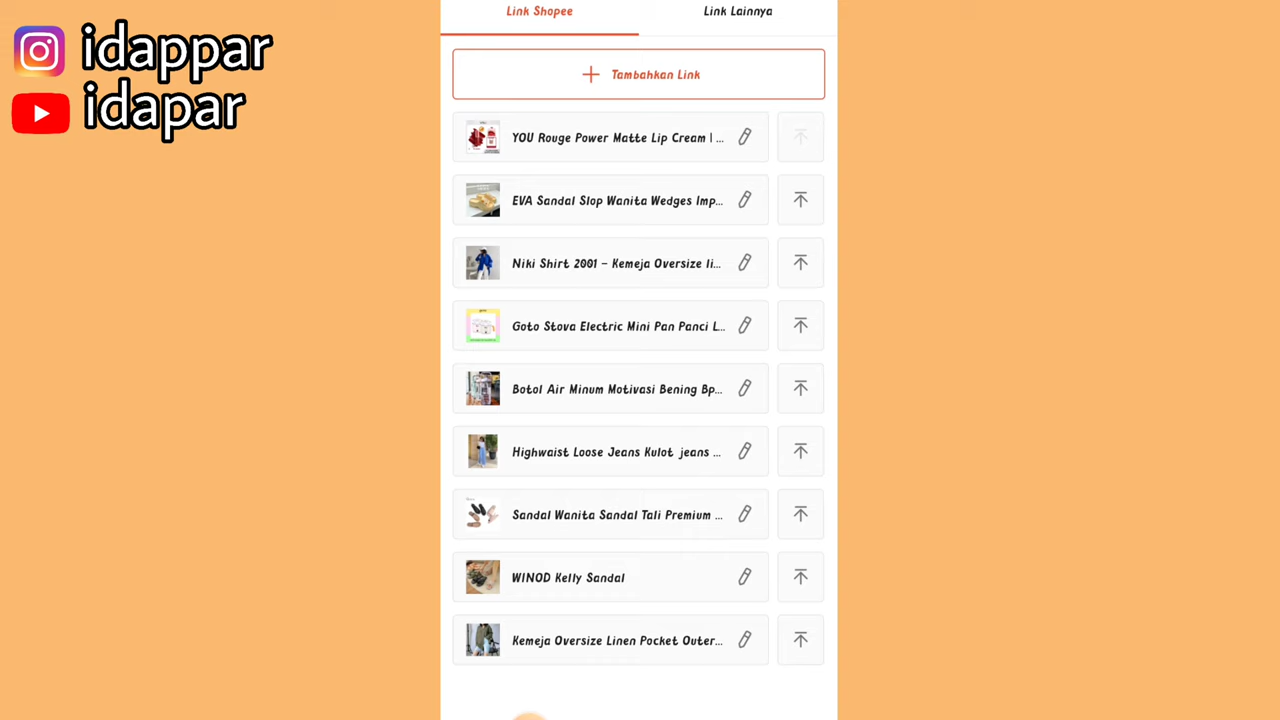 idappar
idapar
Link Shopee
Link Lainnya
Tambahkan Link
YOU Rouge Power Matte Lip Cream | ...
EVA Sandal Slop Wanita Wedges Imp...
Niki Shirt 2001 - Kemeja Oversize li...
Goto Stova Electric Mini Pan Panci L...
Botol Air Minum Motivasi Bening Bp...
Highwaist Loose Jeans Kulot jeans ...
Sandal Wanita Sandal Tali Premium ...
WINOD Kelly Sandal
Kemeja Oversize Linen Pocket Outer...